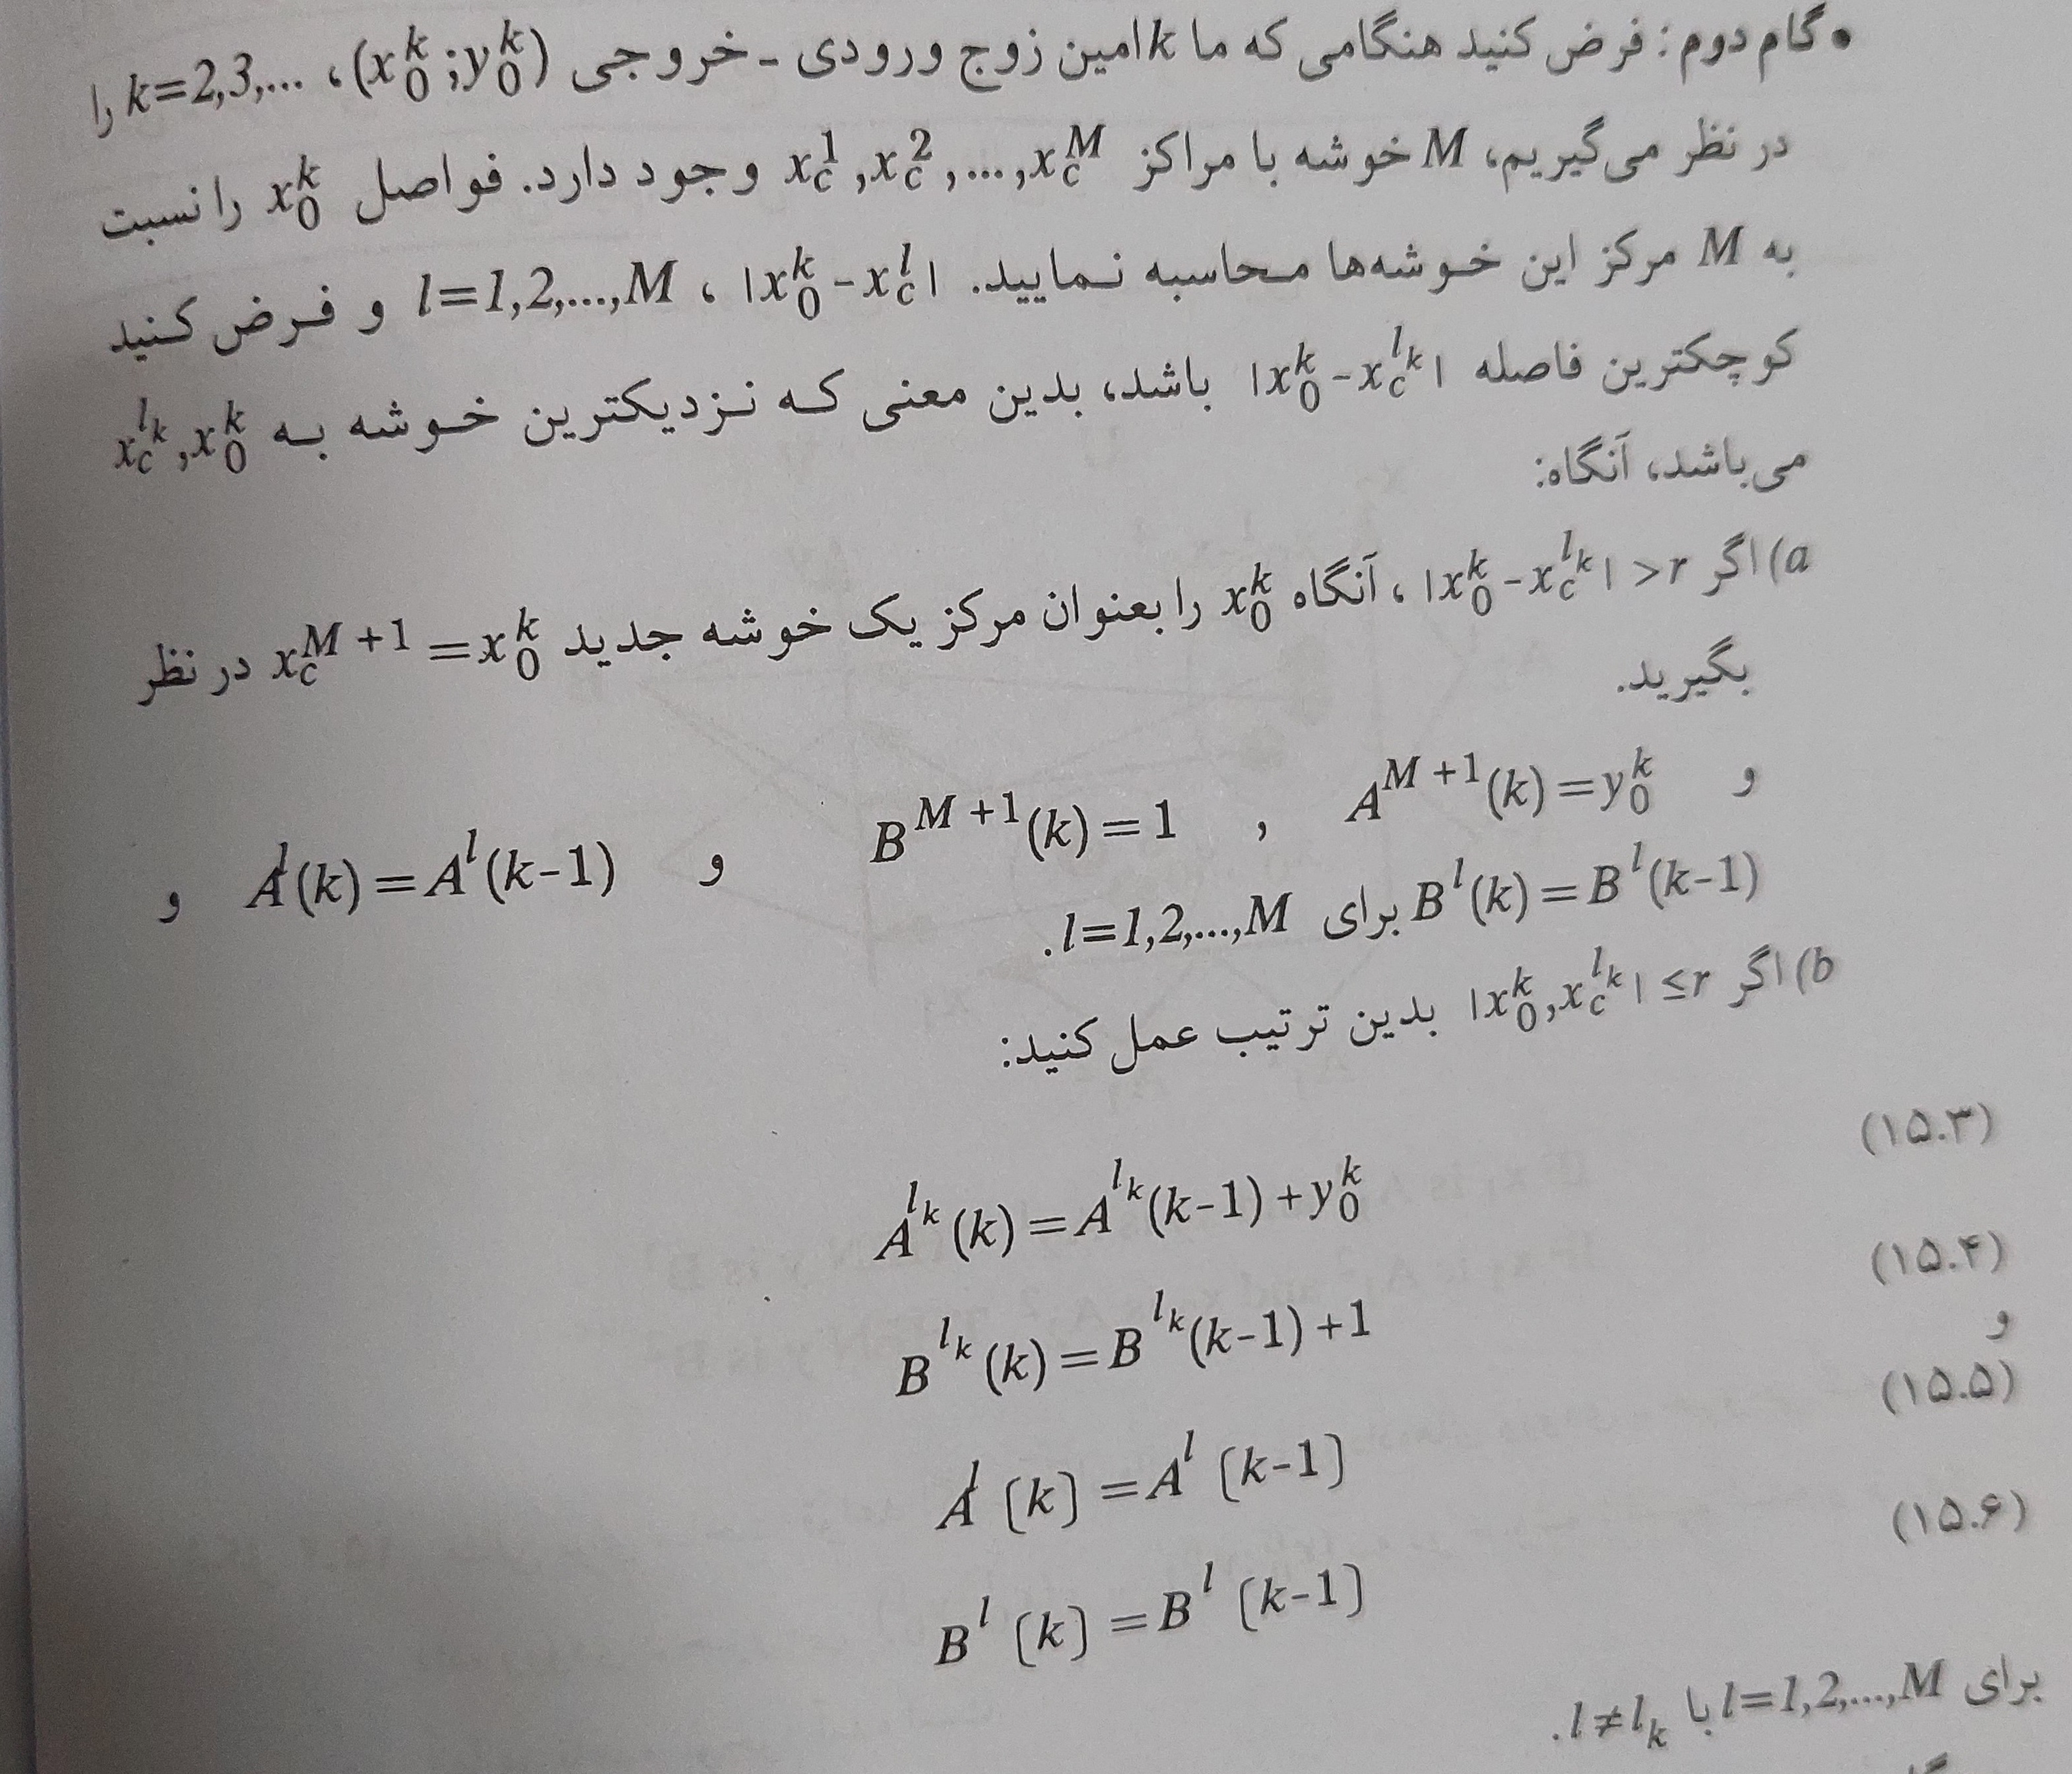 • گام دوم: فرض کنید هنگامی که ما kامین زوج ورودی - خروجی (x₀ᵏ;y₀ᵏ)، k=2,3,... را
در نظر می‌گیریم، M خوشه با مراکز x_c^1,x_c^2,...,x_c^M وجود دارد. فواصل x_0^k را نسبت
به M مرکز این خوشه‌ها محاسبه نمایید. |x_0^k-x_c^l| ، l=1,2,...,M و فرض کنید
کوچکترین فاصله |x_0^k-x_c^{l_k}| باشد، بدین معنی که نزدیکترین خوشه به x_c^{l_k},x_0^k
می‌باشد، آنگاه:
a) اگر |x_0^k-x_c^{l_k}| >r ، آنگاه x_0^k را بعنوان مرکز یک خوشه جدید x_c^{M+1}=x_0^k در نظر
بگیرید.
و A^{M+1}(k)=y_0^k , B^{M+1}(k)=1 و A^l(k)=A^l(k-1) و
B^l(k)=B^l(k-1) برای l=1,2,...,M.
b) اگر |x_0^k,x_c^{l_k}| ≤r بدین ترتیب عمل کنید:
(۱۵.۳)
A^{l_k}(k)=A^{l_k}(k-1)+y_0^k
(۱۵.۴)
B^{l_k}(k)=B^{l_k}(k-1)+1
و
(۱۵.۵)
A^l [k]=A^l [k-1]
(۱۵.۶)
B^l [k]=B^l [k-1]
برای l=1,2,...,M با l≠l_k.